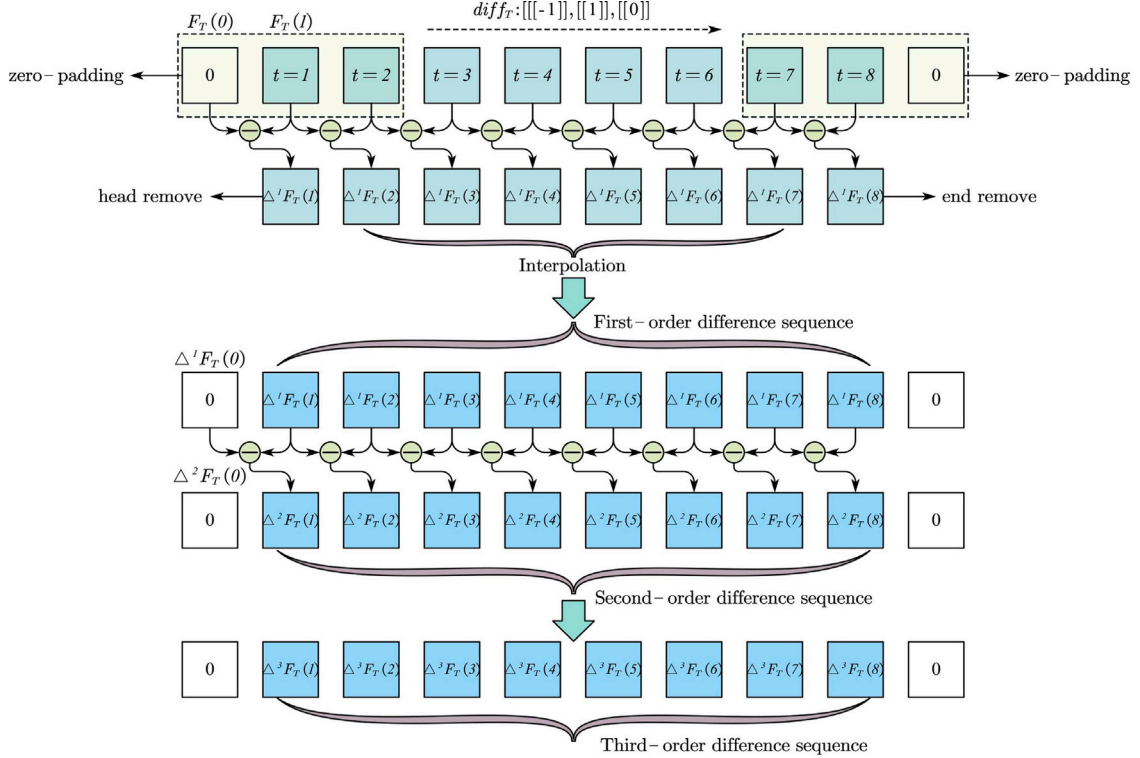 diff_T:[[[-1]],[[1]],[[0]]
F_T(0) F_T(1)
zero-padding 0 t=1 t=2 t=3 t=4 t=5 t=6 t=7 t=8 0 zero-padding
head remove △¹F_T(1) △¹F_T(2) △¹F_T(3) △¹F_T(4) △¹F_T(5) △¹F_T(6) △¹F_T(7) △¹F_T(8) end remove
Interpolation
First-order difference sequence
△¹F_T(0)
0 △¹F_T(1) △¹F_T(2) △¹F_T(3) △¹F_T(4) △¹F_T(5) △¹F_T(6) △¹F_T(7) △¹F_T(8) 0
△²F_T(0)
0 △²F_T(1) △²F_T(2) △²F_T(3) △²F_T(4) △²F_T(5) △²F_T(6) △²F_T(7) △²F_T(8) 0
Second-order difference sequence
0 △³F_T(1) △³F_T(2) △³F_T(3) △³F_T(4) △³F_T(5) △³F_T(6) △³F_T(7) △³F_T(8) 0
Third-order difference sequence